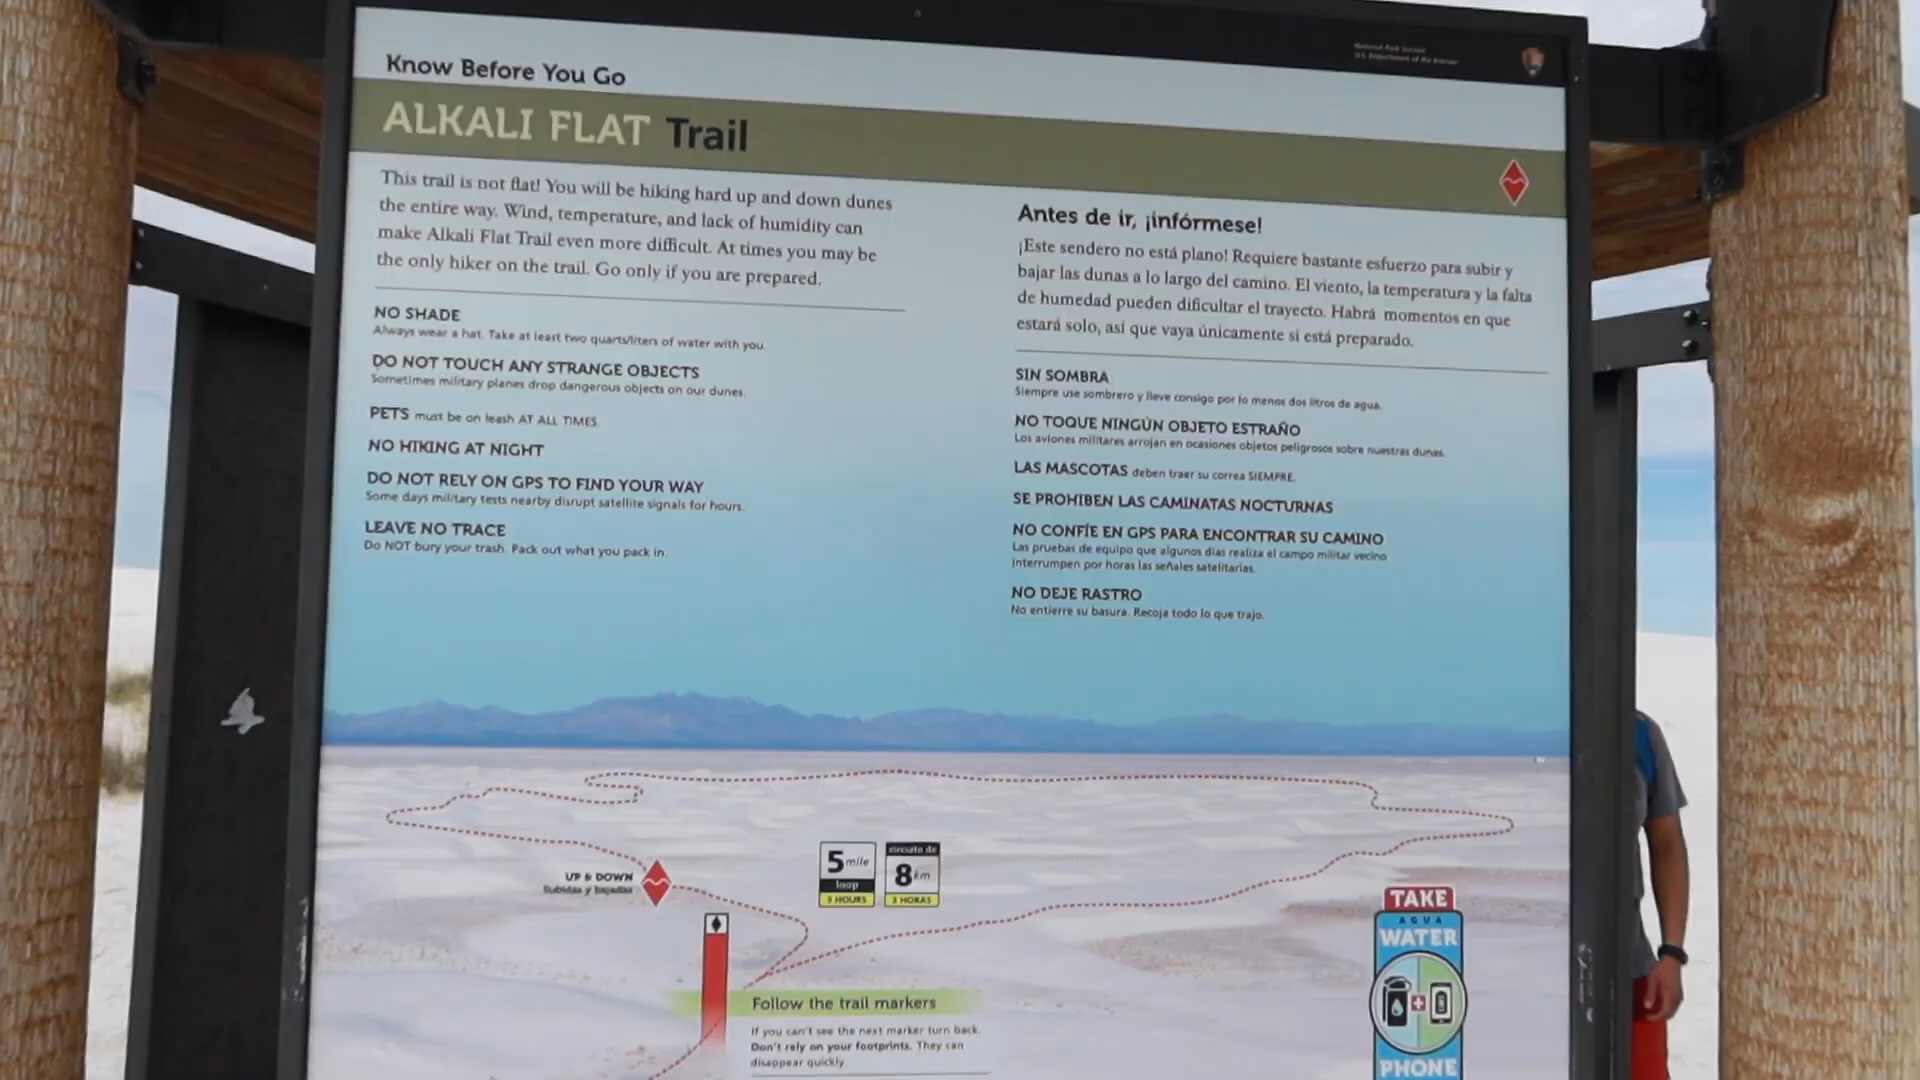 National Park Service
U.S. Department of the Interior
Know Before You Go
ALKALI FLAT Trail
This trail is not flat! You will be hiking hard up and down dunes
the entire way. Wind, temperature, and lack of humidity can
make Alkali Flat Trail even more difficult. At times you may be
the only hiker on the trail. Go only if you are prepared.
NO SHADE
Always wear a hat. Take at least two quarts/liters of water with you.
DO NOT TOUCH ANY STRANGE OBJECTS
Sometimes military planes drop dangerous objects on our dunes.
PETS must be on leash AT ALL TIMES.
NO HIKING AT NIGHT
DO NOT RELY ON GPS TO FIND YOUR WAY
Some days military tests nearby disrupt satellite signals for hours.
LEAVE NO TRACE
Do NOT bury your trash. Pack out what you pack in.
Antes de ir, ¡infórmese!
¡Este sendero no está plano! Requiere bastante esfuerzo para subir y
bajar las dunas a lo largo del camino. El viento, la temperatura y la falta
de humedad pueden dificultar el trayecto. Habrá momentos en que
estará solo, así que vaya únicamente si está preparado.
SIN SOMBRA
Siempre use sombrero y lleve consigo por lo menos dos litros de agua.
NO TOQUE NINGÚN OBJETO ESTRAÑO
Los aviones militares arrojan en ocasiones objetos peligrosos sobre nuestras dunas.
LAS MASCOTAS deben traer su correa SIEMPRE.
SE PROHIBEN LAS CAMINATAS NOCTURNAS
NO CONFÍE EN GPS PARA ENCONTRAR SU CAMINO
Las pruebas de equipo que algunos días realiza el campo militar vecino
interrumpen por horas las señales satelitarias.
NO DEJE RASTRO
No entierre su basura. Recoja todo lo que trajo.
UP & DOWN
Subidas y bajadas
5 mile
loop
3 HOURS
circuito de
8 km
3 HORAS
Follow the trail markers
If you can't see the next marker turn back.
Don't rely on your footprints. They can
disappear quickly.
TAKE
AGUA
WATER
PHONE